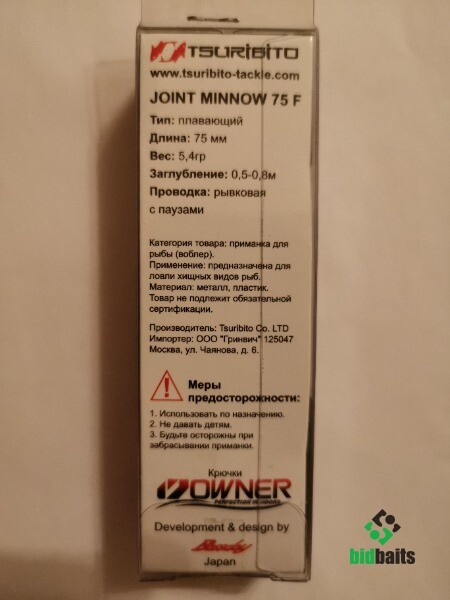 TSURIBITO
www.tsuribito-tackle.com
JOINT MINNOW 75 F
Тип: плавающий
Длина: 75 мм
Вес: 5,4гр
Заглубление: 0,5-0,8м
Проводка: рывковая
с паузами
Категория товара: приманка для
рыбы (воблер).
Применение: предназначена для
ловли хищных видов рыб.
Материал: металл, пластик.
Товар не подлежит обязательной
сертификации.
Производитель: Tsuribito Co. LTD
Импортер: ООО "Гринвич" 125047
Москва, ул. Чаянова, д. 6.
Меры
предосторожности:
1. Использовать по назначению.
2. Не давать детям.
3. Будьте осторожны при
забрасывании приманки.
Крючки
OWNER
Development & design by
Japan
bidbaits